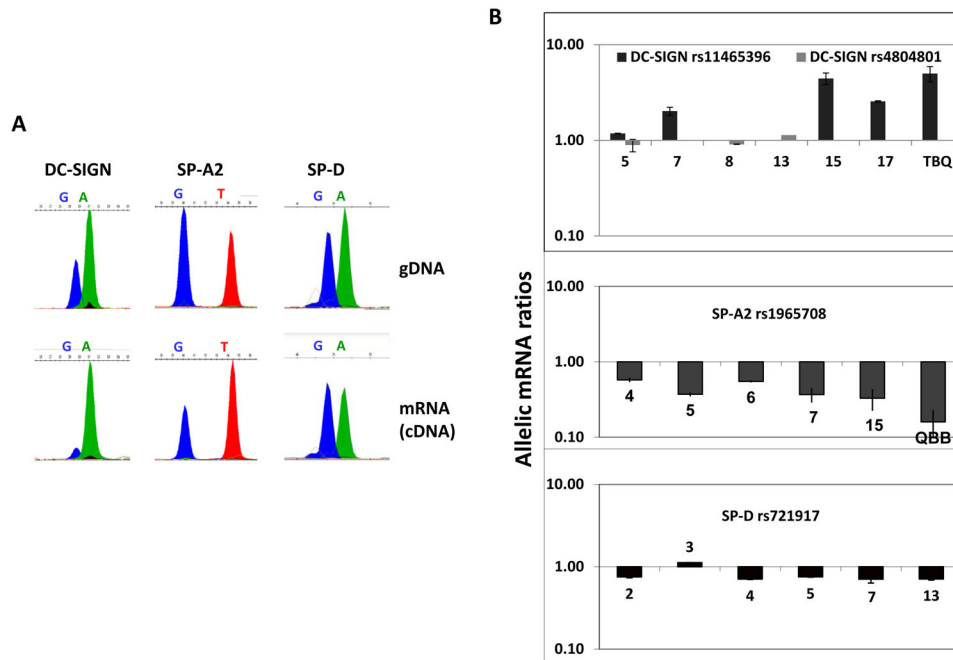 A
DC-SIGN SP-A2 SP-D
G A G T G A
gDNA
G A G T G A
mRNA
(cDNA)
B
Allelic mRNA ratios
10.00
DC-SIGN rs11465396 DC-SIGN rs4804801
1.00
5 7 8 13 15 17 TBQ
0.10
10.00
SP-A2 rs1965708
1.00
4 5 6 7 15 QBB
0.10
10.00
SP-D rs721917
3
1.00
2 4 5 7 13
0.10